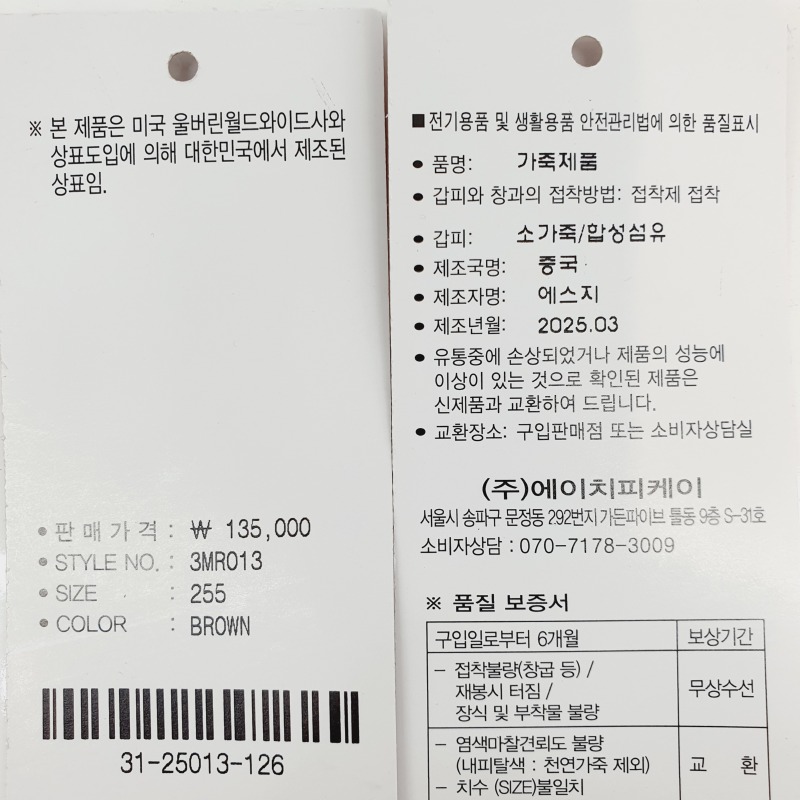 ※ 본 제품은 미국 울버린월드와이드사와
상표도입에 의해 대한민국에서 제조된
상표임.
• 판매가격 : ₩ 135,000
• STYLE NO. : 3MR013
• SIZE : 255
• COLOR : BROWN
31-25013-126
■ 전기용품 및 생활용품 안전관리법에 의한 품질표시
• 품명: 가죽제품
• 갑피와 창과의 접착방법: 접착제 접착
• 갑피: 소가죽/합성섬유
• 제조국명: 중국
• 제조자명: 에스지
• 제조년월: 2025.03
• 유통중에 손상되었거나 제품의 성능에
이상이 있는 것으로 확인된 제품은
신제품과 교환하여 드립니다.
• 교환장소: 구입판매점 또는 소비자상담실
(주)에이치피케이
서울시 송파구 문정동 292번지 가든파이브 툴동 9층 S-31호
소비자상담 : 070-7178-3009
※ 품질 보증서
구입일로부터 6개월 보상기간
- 접착불량(창굽 등) /
재봉시 터짐 /
장식 및 부착물 불량
무상수선
- 염색마찰견뢰도 불량
(내피탈색 : 천연가죽 제외)
- 치수 (SIZE)불일치
교 환